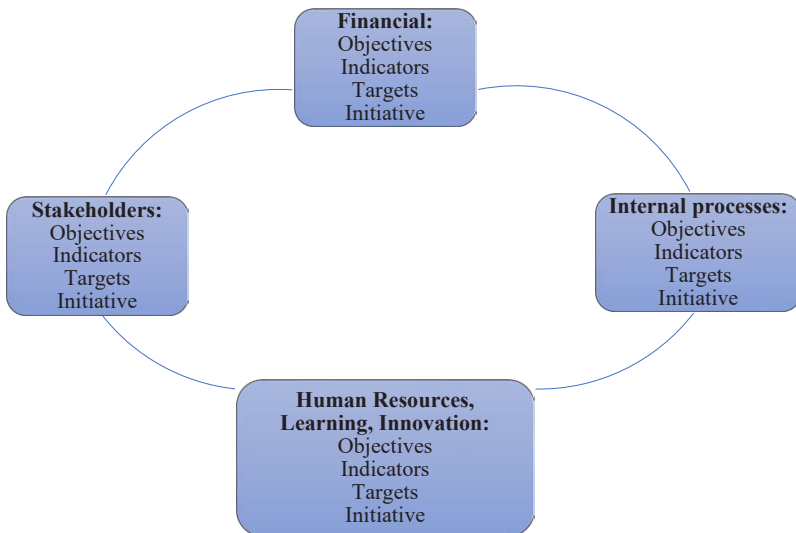 Financial:
Objectives
Indicators
Targets
Initiative
Stakeholders:
Objectives
Indicators
Targets
Initiative
Internal processes:
Objectives
Indicators
Targets
Initiative
Human Resources,
Learning, Innovation:
Objectives
Indicators
Targets
Initiative